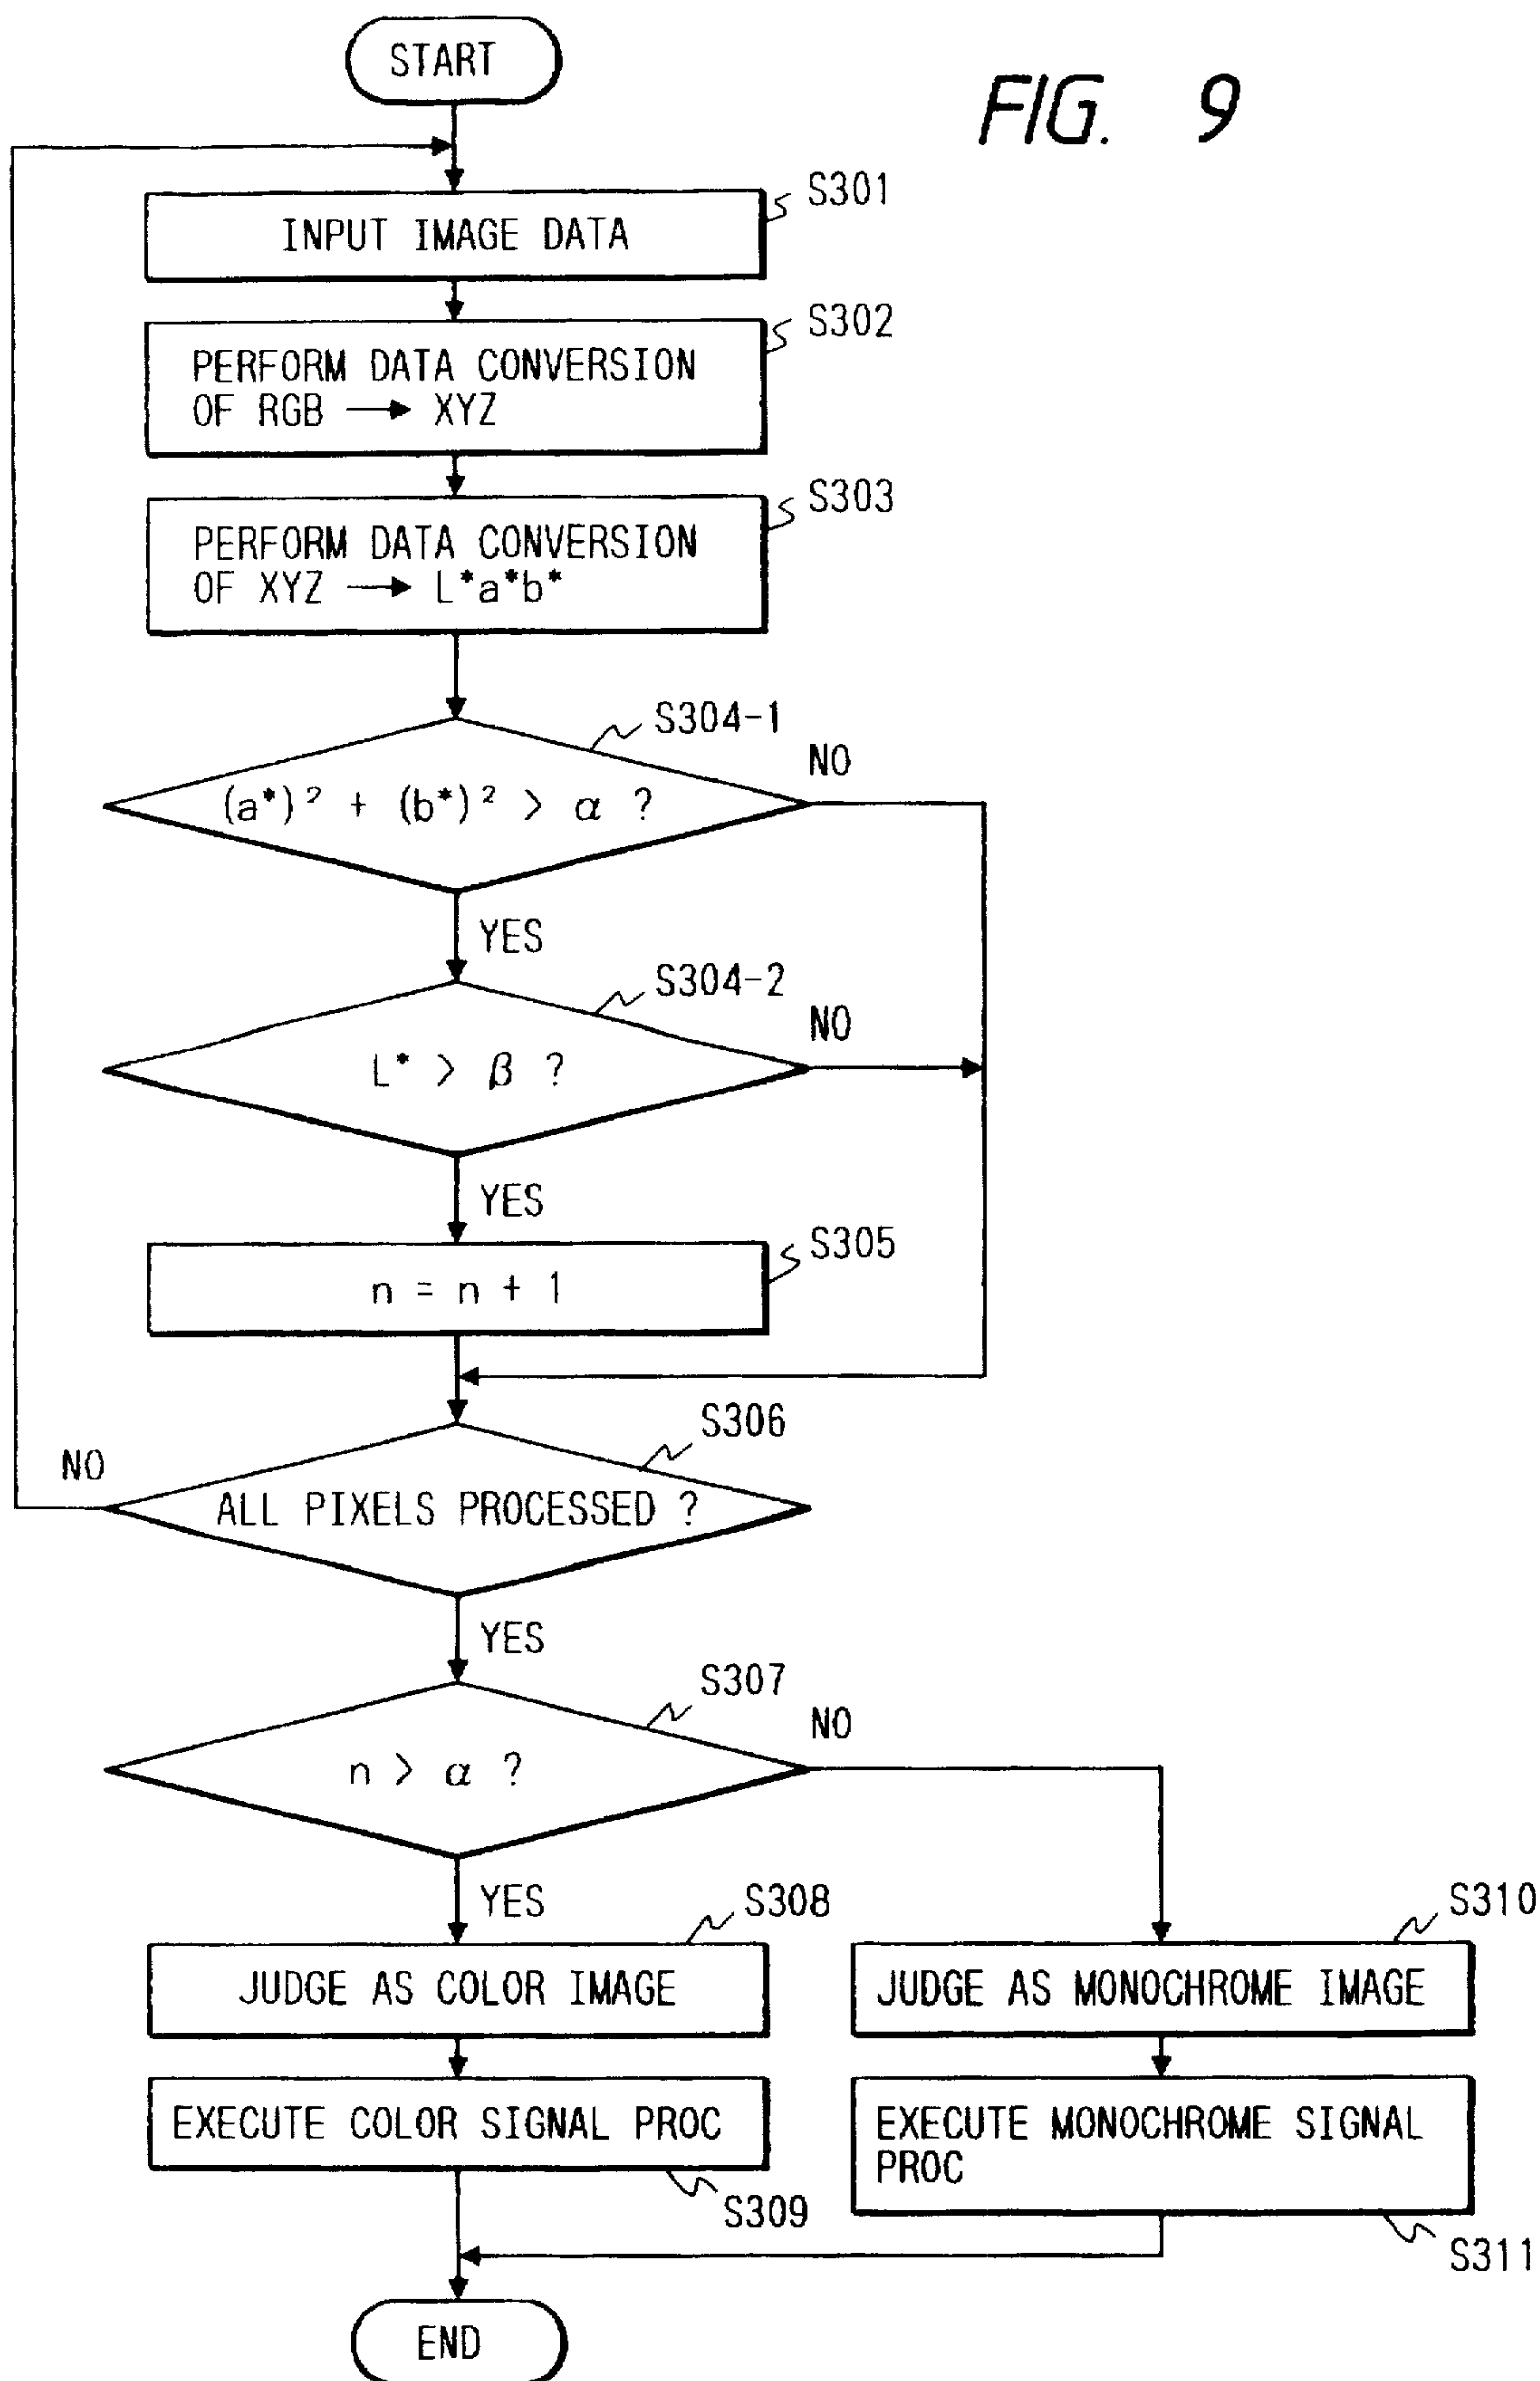 START
FIG. 9
S301
INPUT IMAGE DATA
S302
PERFORM DATA CONVERSION
OF RGB → XYZ
S303
PERFORM DATA CONVERSION
OF XYZ → L*a*b*
S304-1
NO
(a*)² + (b*)² > α ?
YES
S304-2
NO
L* > β ?
YES
S305
n = n + 1
S306
NO
ALL PIXELS PROCESSED ?
YES
S307
NO
n > α ?
YES
S308
S310
JUDGE AS COLOR IMAGE
JUDGE AS MONOCHROME IMAGE
EXECUTE COLOR SIGNAL PROC
EXECUTE MONOCHROME SIGNAL
PROC
S309
S311
END